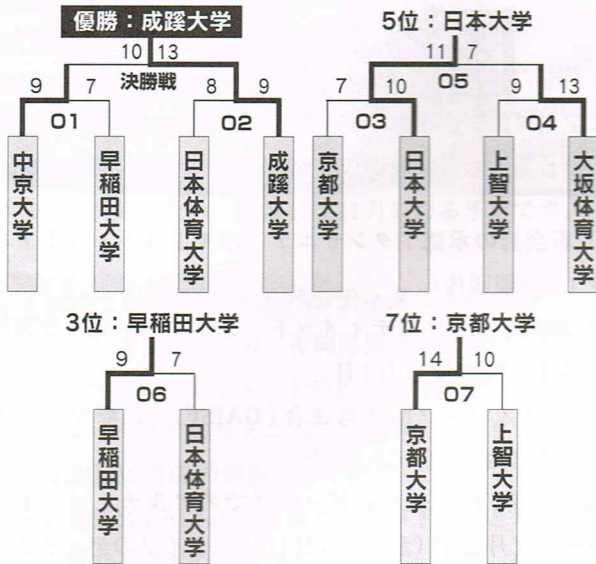 優勝：成蹊大学
10 13
決勝戦
9 7 8 9
01 02
中京大学
早稲田大学
日本体育大学
成蹊大学
5位：日本大学
11 7
05
7 10 9 13
03 04
京都大学
日本大学
上智大学
大坂体育大学
3位：早稲田大学
9 7
06
早稲田大学
日本体育大学
7位：京都大学
14 10
07
京都大学
上智大学